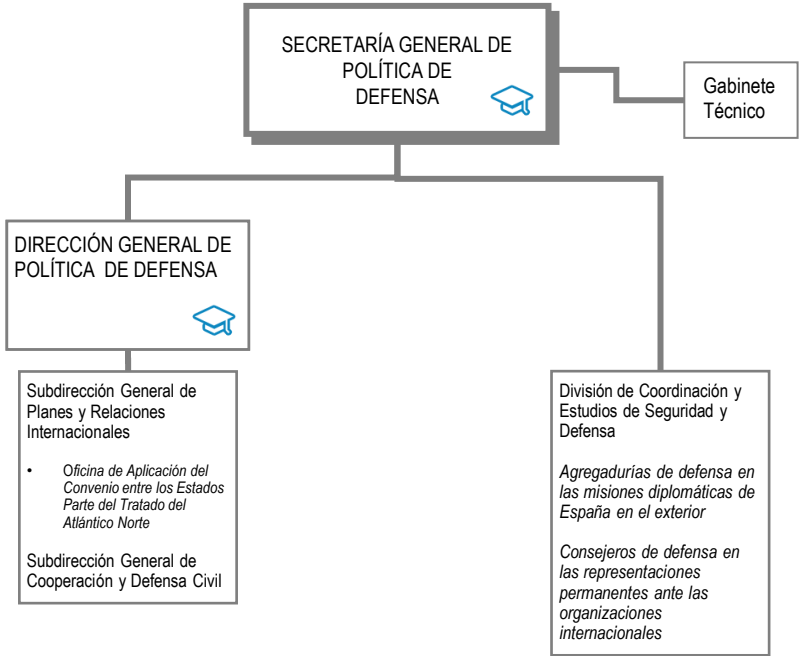 SECRETARÍA GENERAL DE
POLÍTICA DE
DEFENSA
Gabinete
Técnico
DIRECCIÓN GENERAL DE
POLÍTICA DE DEFENSA
Subdirección General de
Planes y Relaciones
Internacionales
• Oficina de Aplicación del
Convenio entre los Estados
Parte del Tratado del
Atlántico Norte
Subdirección General de
Cooperación y Defensa Civil
División de Coordinación y
Estudios de Seguridad y
Defensa
Agregadurías de defensa en
las misiones diplomáticas de
España en el exterior
Consejeros de defensa en
las representaciones
permanentes ante las
organizaciones
internacionales